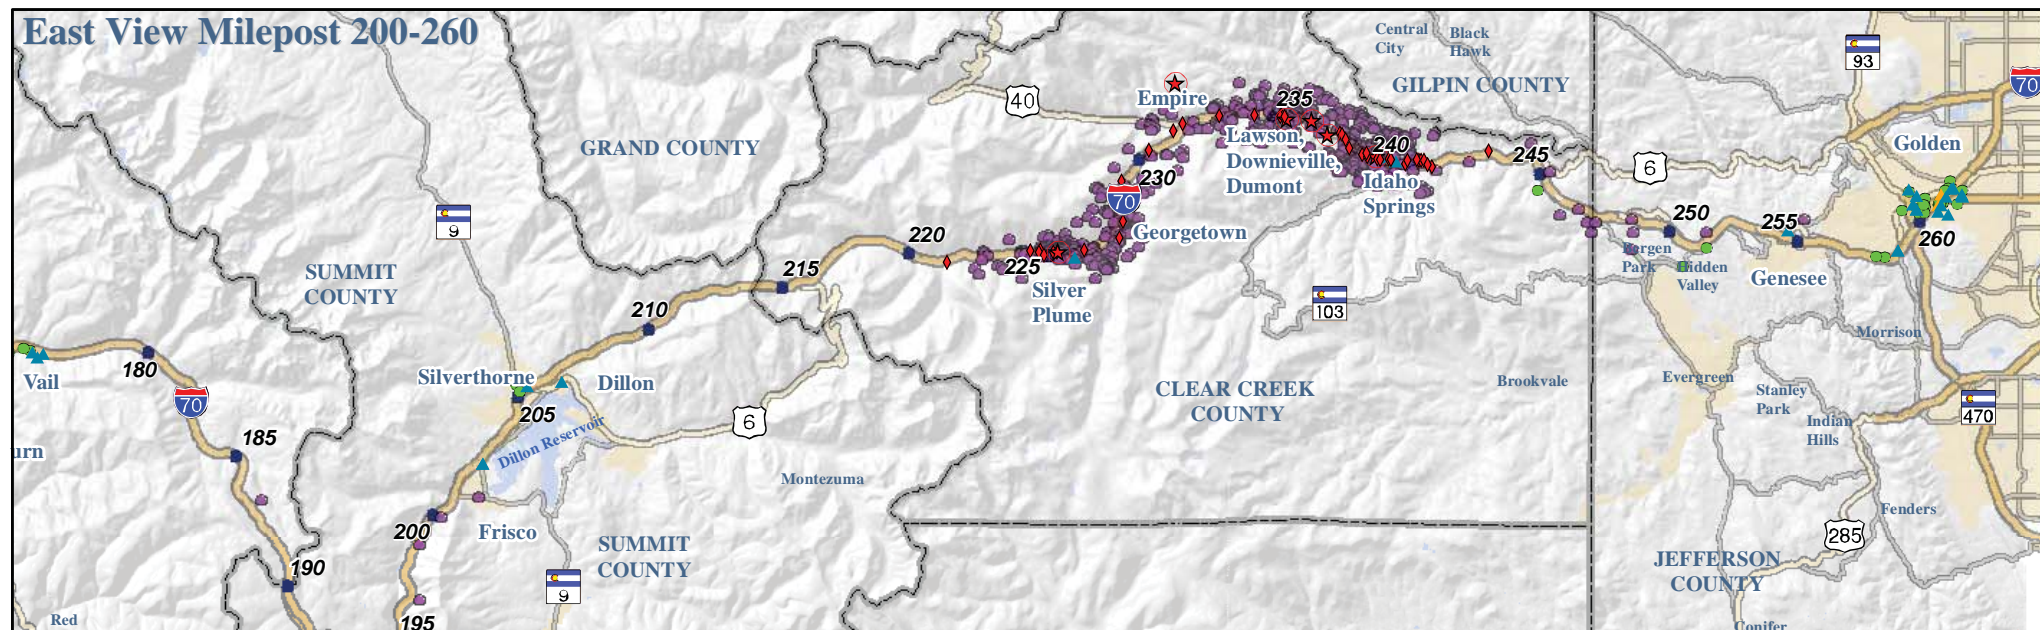 East View Milepost 200-260
Central
City
Black
Hawk
93
70
GILPIN COUNTY
40
Empire
235
GRAND COUNTY
Lawson,
Downieville,
Dumont
240
245
Golden
6
230
70
Idaho
Springs
9
220
Georgetown
250
255
260
225
Bergen
Park
Hidden
Valley
Genesee
SUMMIT
COUNTY
215
Silver
Plume
103
210
Morrison
180
Vail
70
Silverthorne
Dillon
205
CLEAR CREEK
COUNTY
Brookvale
Evergreen
Stanley
Park
470
6
Indian
Hills
185
urn
Dillon Reservoir
Montezuma
200
Frisco
Fenders
285
SUMMIT
COUNTY
JEFFERSON
COUNTY
190
9
Red
195
Conifer